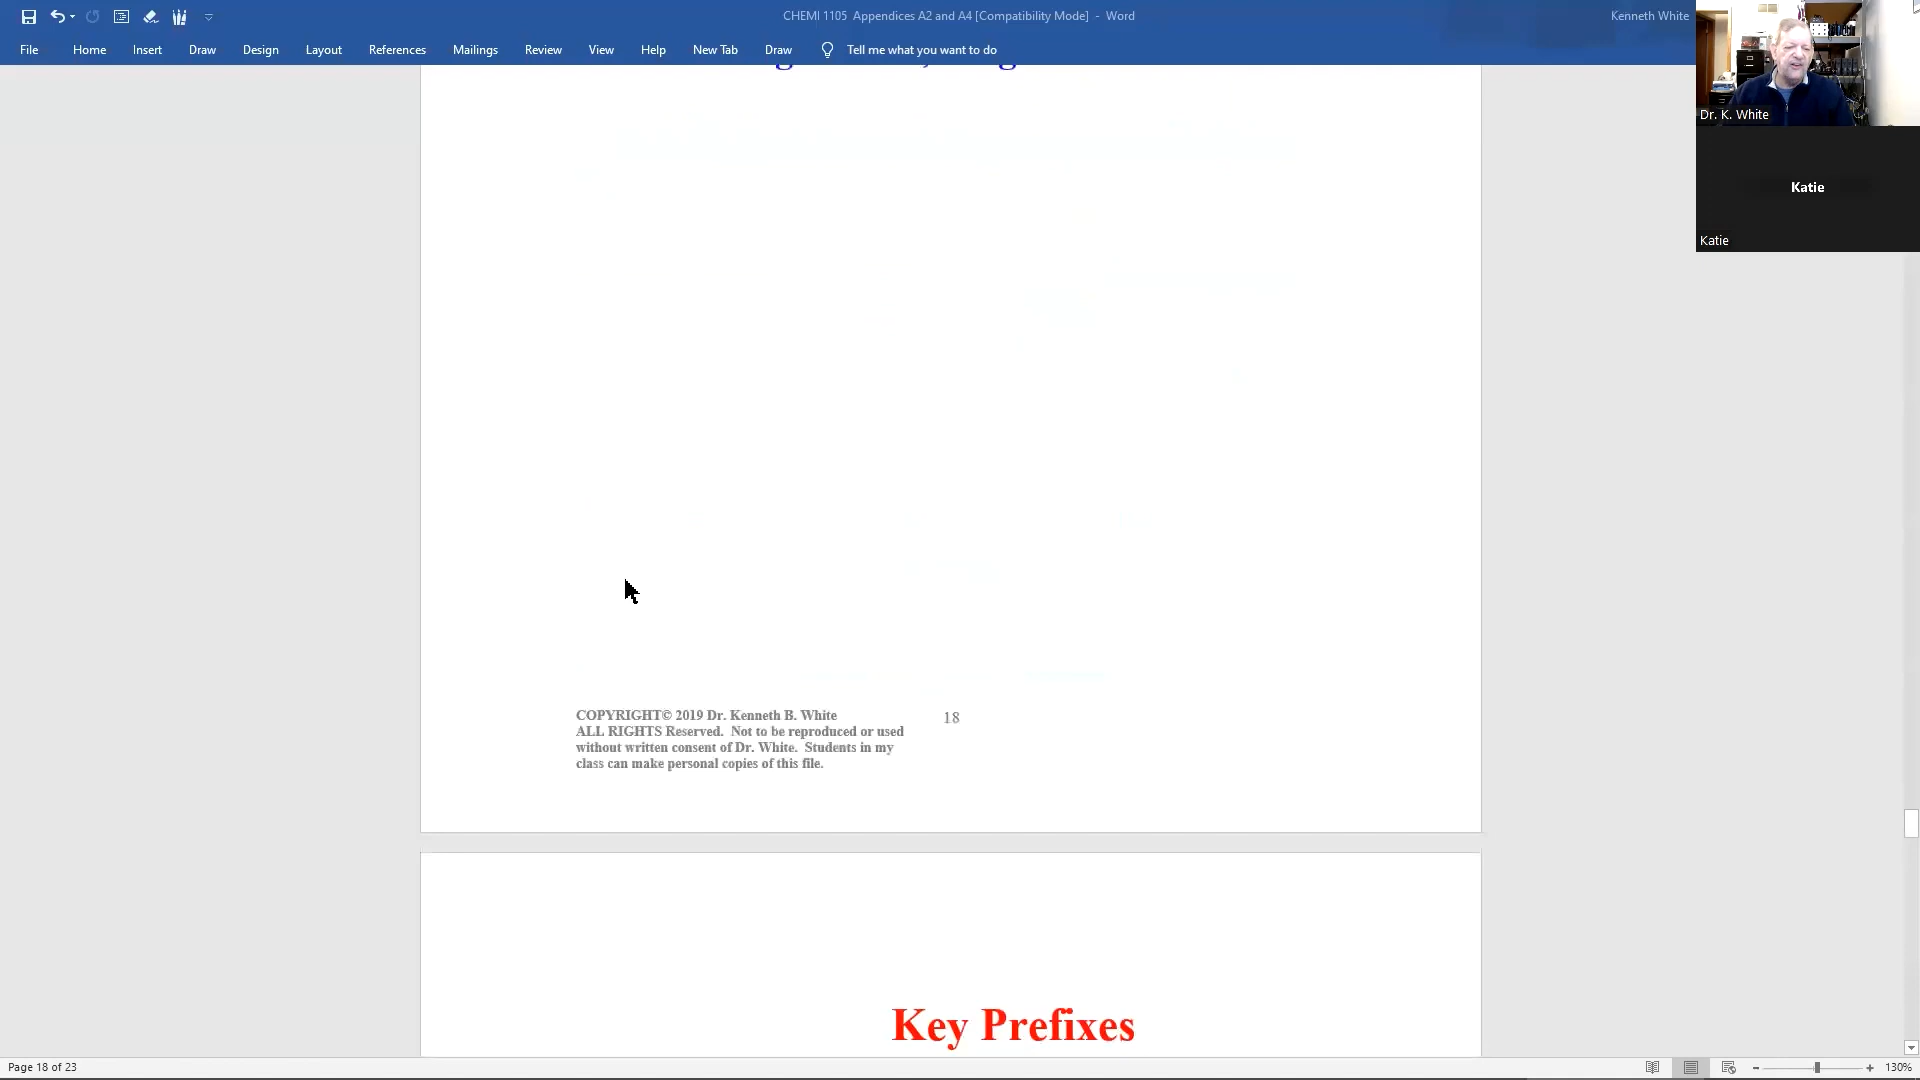 CHEMI 1105 Appendices A2 and A4 [Compatibility Mode] - Word
Kenneth White
File Home Insert Draw Design Layout References Mailings Review View Help New Tab Draw Tell me what you want to do
Dr. K. White
Katie
Katie
COPYRIGHT© 2019 Dr. Kenneth B. White
18
ALL RIGHTS Reserved. Not to be reproduced or used
without written consent of Dr. White. Students in my
class can make personal copies of this file.
Key Prefixes
Page 18 of 23
130%